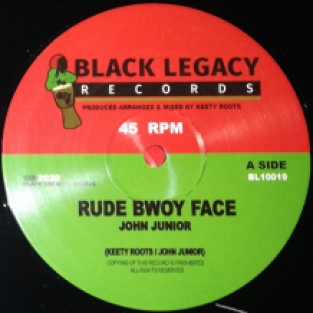 BLACK LEGACY
RECORDS
PRODUCED ARRANGED & MIXED BY KEETY ROOTS
45 RPM
A SIDE
BL10019
2020
RUDE BWOY FACE
JOHN JUNIOR
(KEETY ROOTS / JOHN JUNIOR)
COPYING OF THIS RECORD IS PROHIBITED
ALL RIGHTS RESERVED